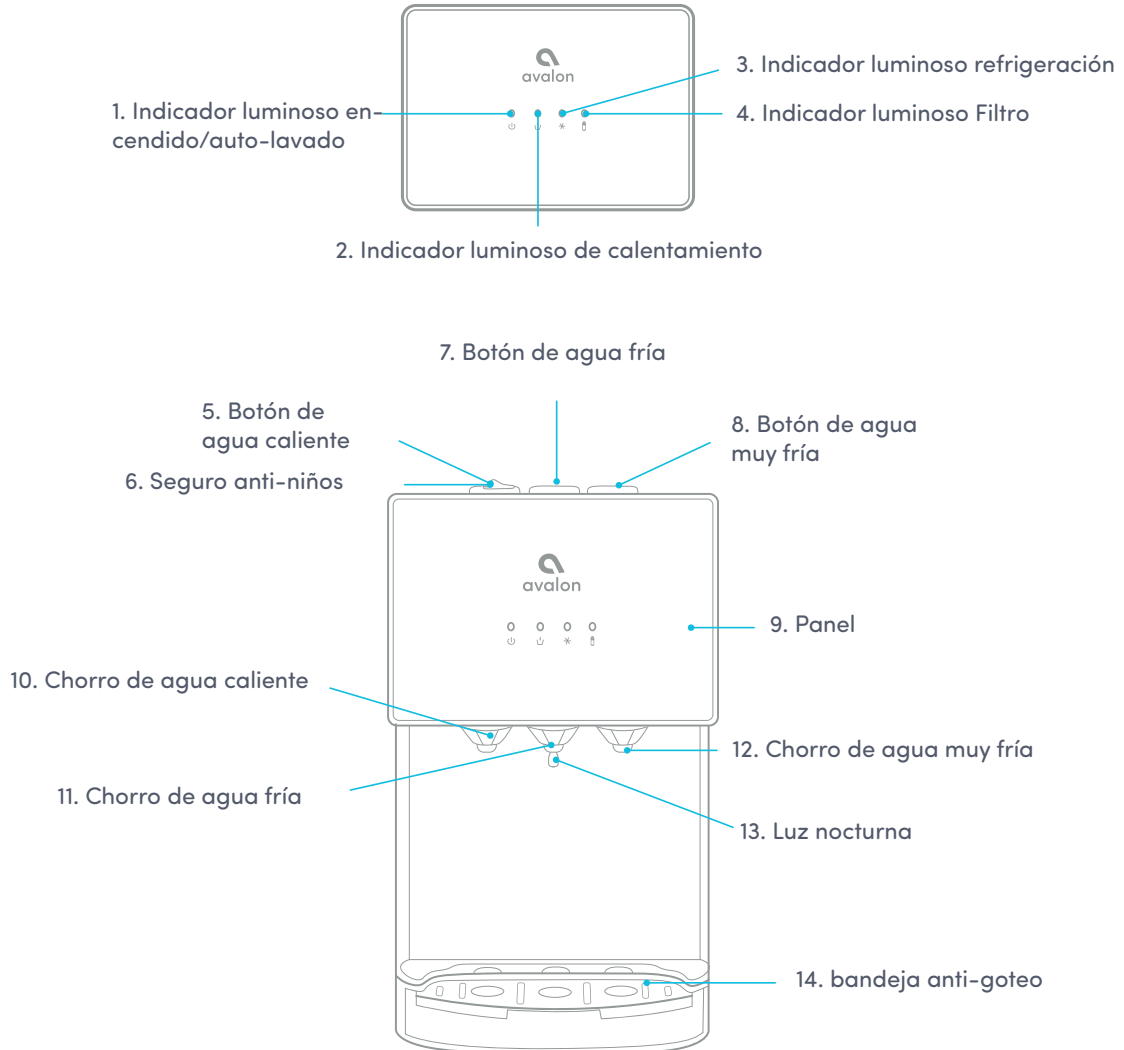 avalon
3. Indicador luminoso refrigeración
1. Indicador luminoso en-
cendido/auto-lavado
4. Indicador luminoso Filtro
2. Indicador luminoso de calentamiento
7. Botón de agua fría
5. Botón de
agua caliente
8. Botón de agua
muy fría
6. Seguro anti-niños
avalon
9. Panel
10. Chorro de agua caliente
12. Chorro de agua muy fría
11. Chorro de agua fría
13. Luz nocturna
14. bandeja anti-goteo